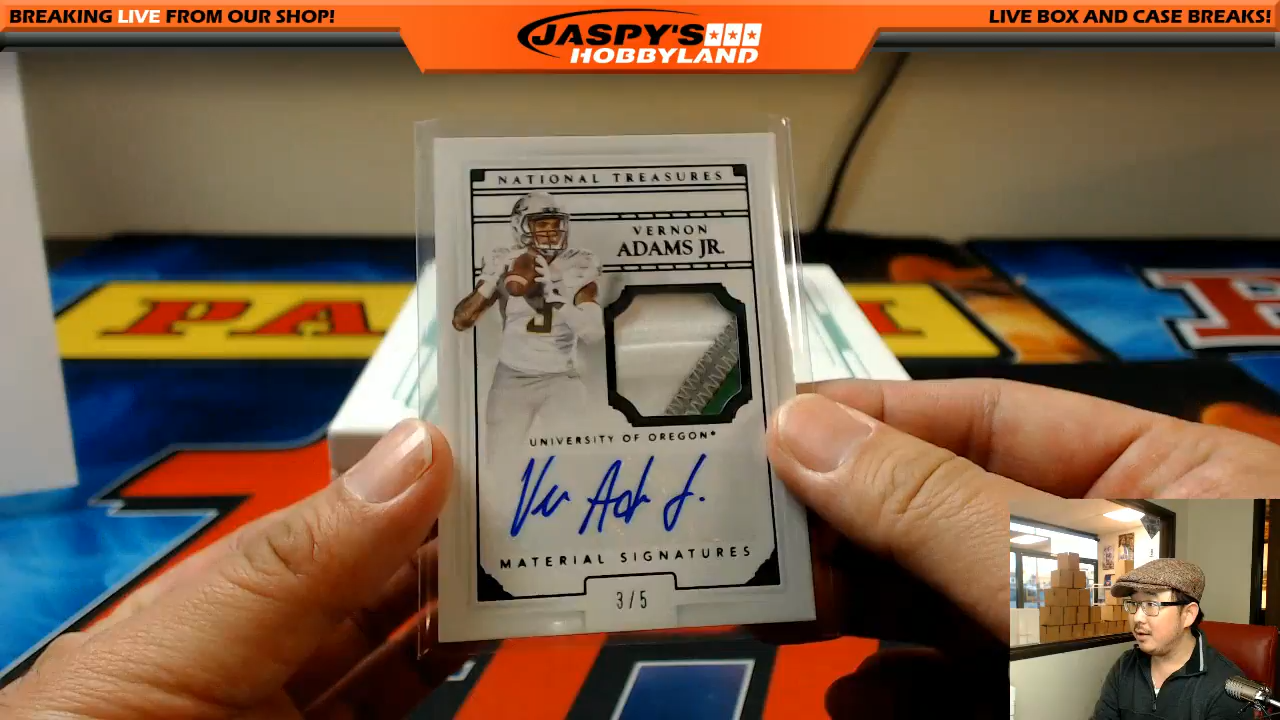 BREAKING LIVE FROM OUR SHOP!
JASPY'S
HOBBYLAND
LIVE BOX AND CASE BREAKS!
NATIONAL TREASURES
VERNON
ADAMS JR.
3
UNIVERSITY OF OREGON*
MATERIAL SIGNATURES
3/5